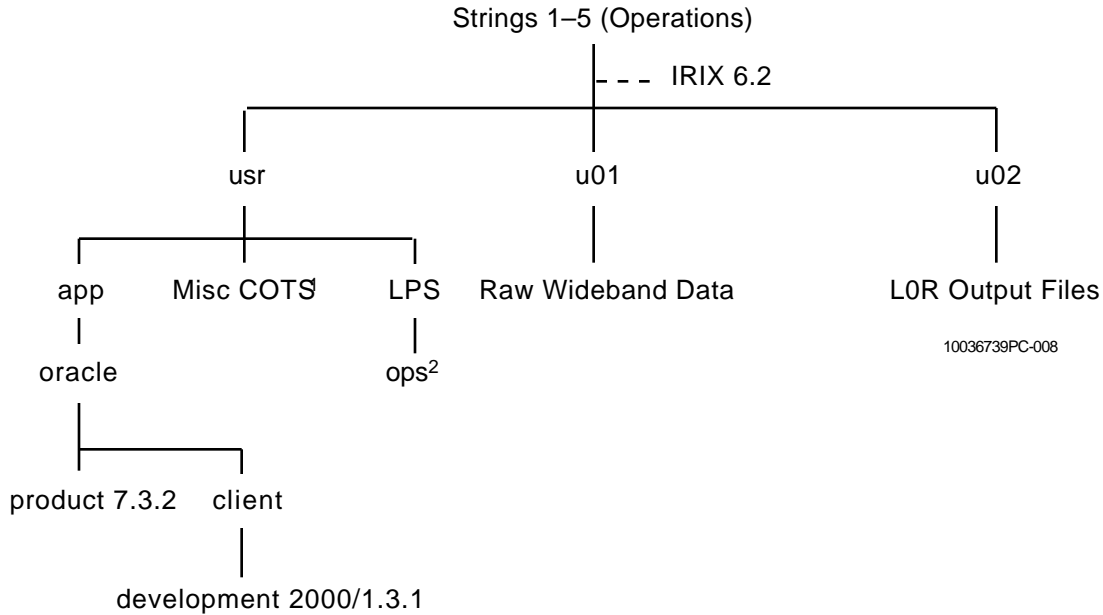 Strings 1–5 (Operations)
IRIX 6.2
usr
u01
u02
app
Misc COTS1
LPS
Raw Wideband Data
L0R Output Files
10036739PC-008
oracle
ops2
product 7.3.2
client
development 2000/1.3.1